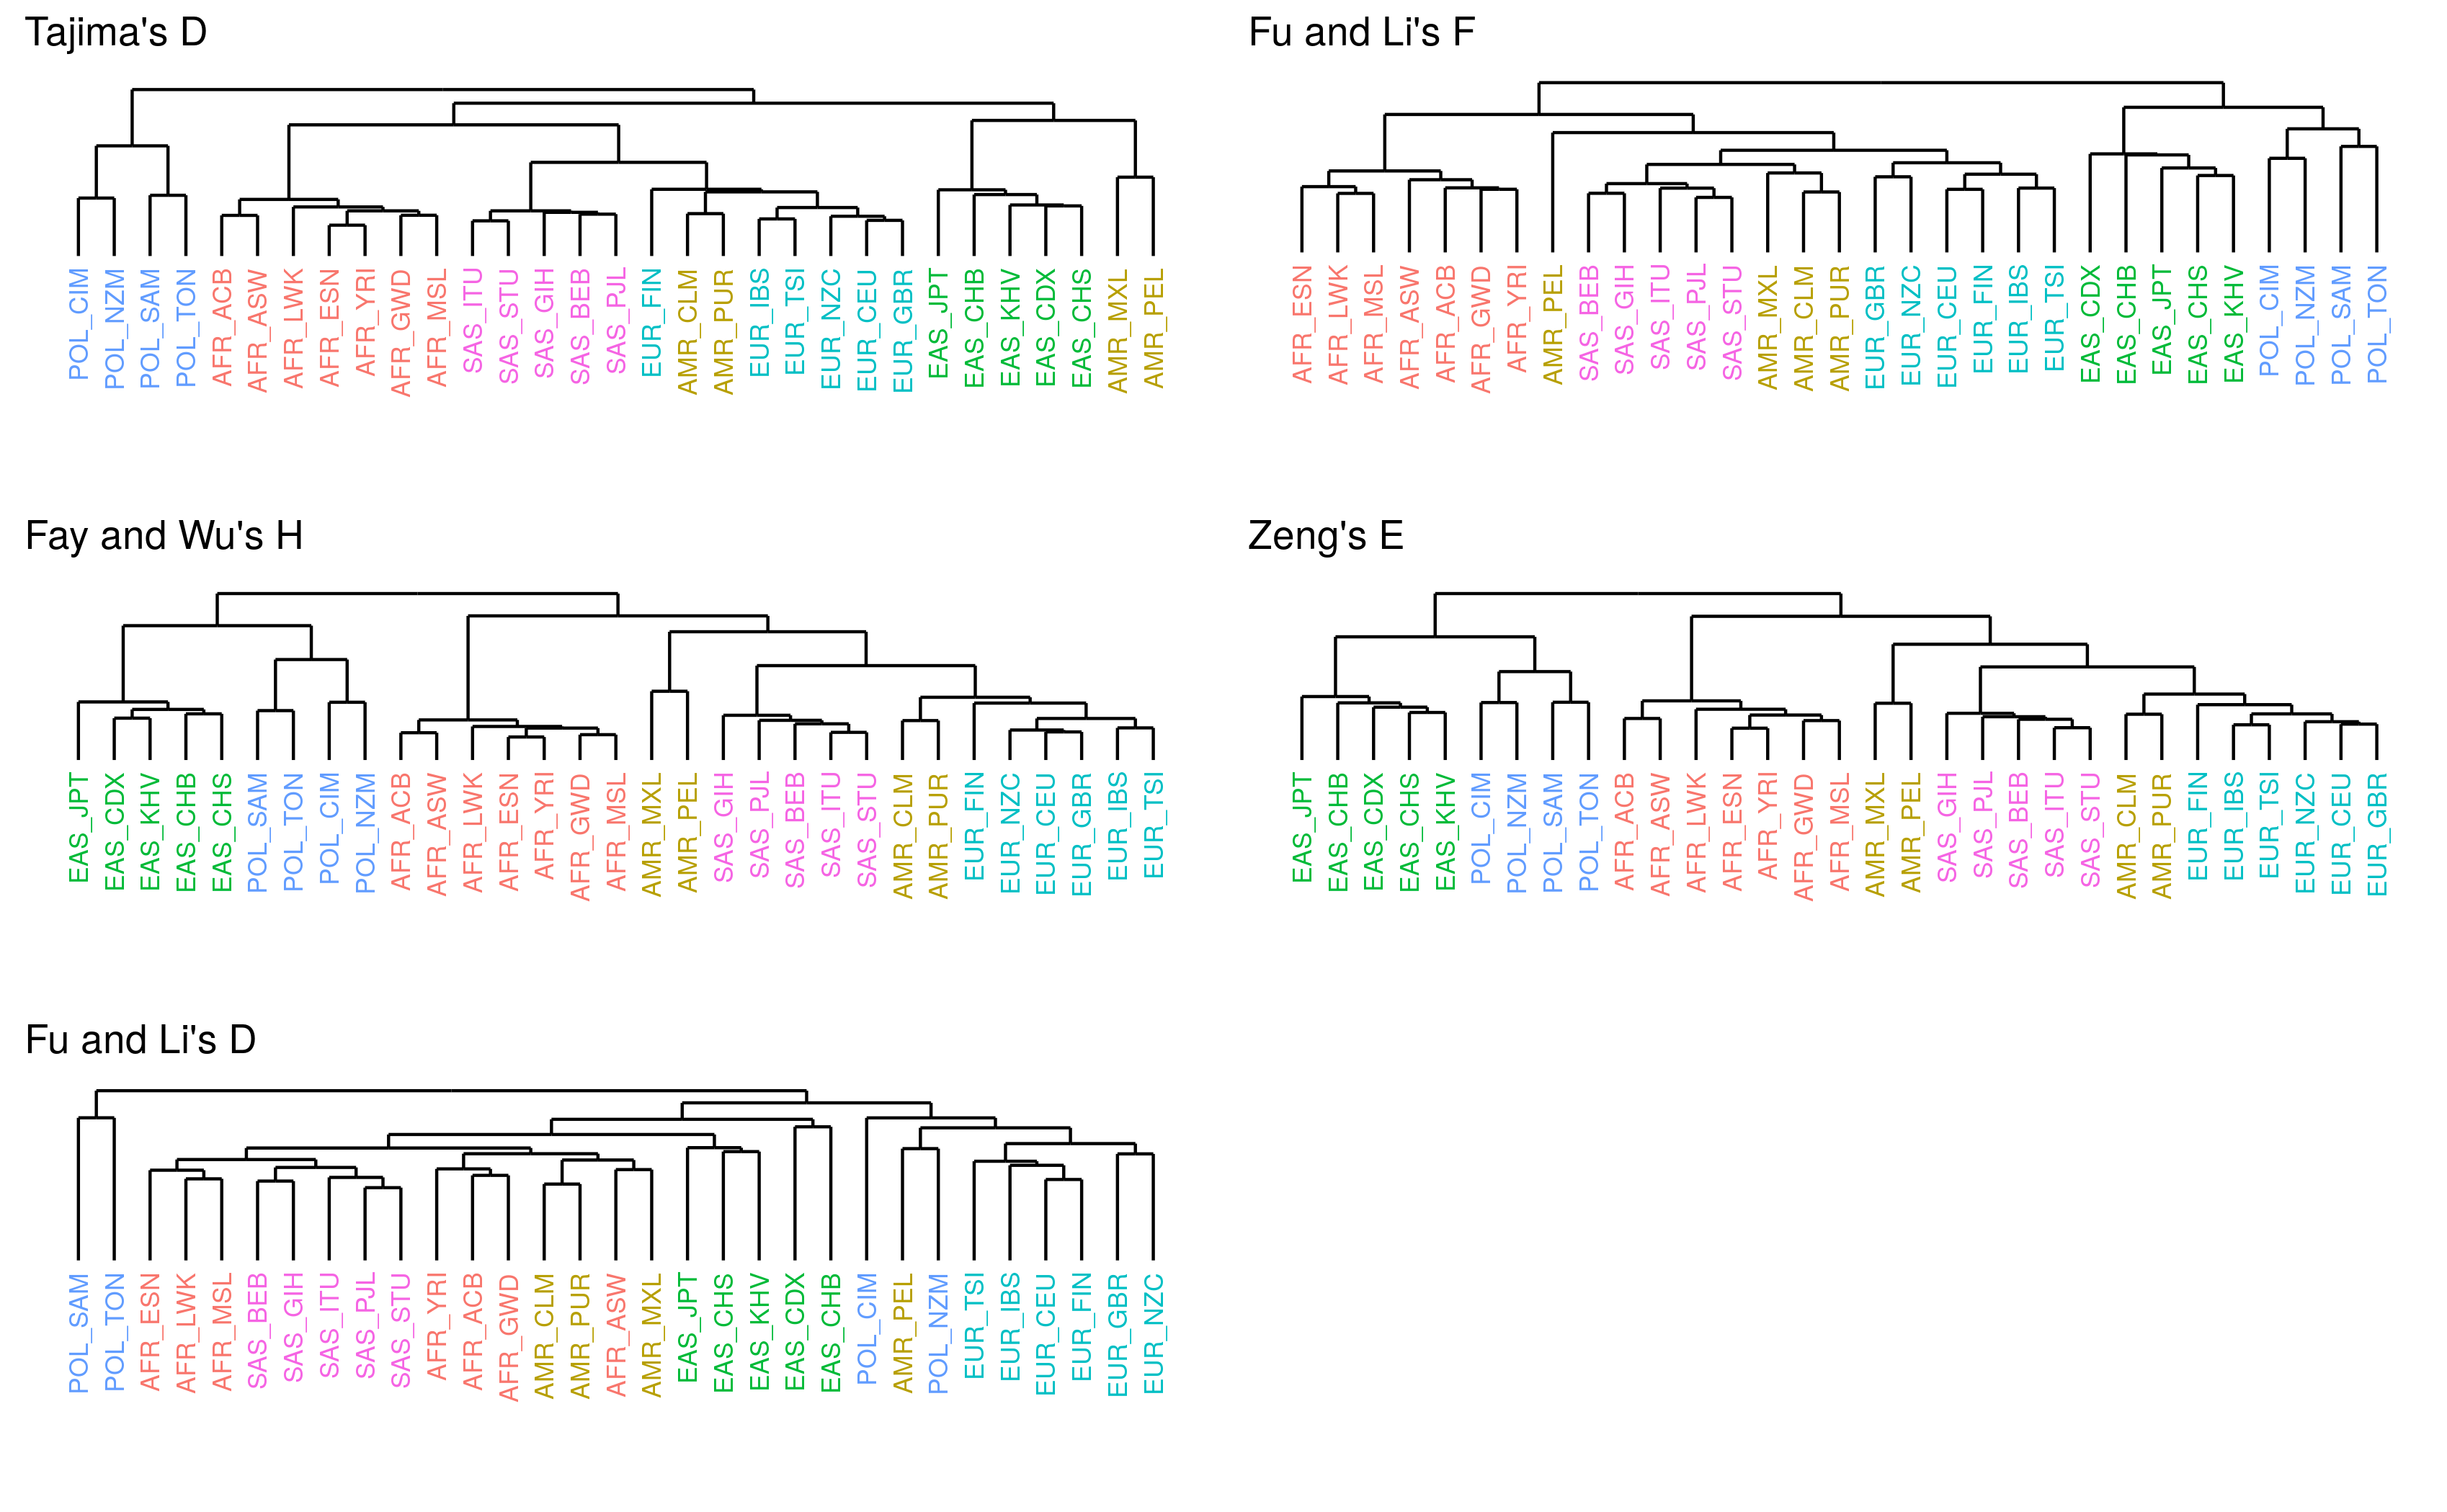 Tajima's D
POL_CIM
POL_NZM
POL_SAM
POL_TON
AFR_ACB
AFR_ASW
AFR_LWK
AFR_ESN
AFR_YRI
AFR_GWD
AFR_MSL
SAS_ITU
SAS_STU
SAS_GIH
SAS_BEB
SAS_PJL
EUR_FIN
AMR_CLM
AMR_PUR
EUR_IBS
EUR_TSI
EUR_NZC
EUR_CEU
EUR_GBR
EAS_JPT
EAS_CHB
EAS_KHV
EAS_CDX
EAS_CHS
AMR_MXL
AMR_PEL
Fu and Li's F
AFR_ESN
AFR_LWK
AFR_MSL
AFR_ASW
AFR_ACB
AFR_GWD
AFR_YRI
AMR_PEL
SAS_BEB
SAS_GIH
SAS_ITU
SAS_PJL
SAS_STU
AMR_MXL
AMR_CLM
AMR_PUR
EUR_GBR
EUR_NZC
EUR_CEU
EUR_FIN
EUR_IBS
EUR_TSI
EAS_CDX
EAS_CHB
EAS_JPT
EAS_CHS
EAS_KHV
POL_CIM
POL_NZM
POL_SAM
POL_TON
Fay and Wu's H
EAS_JPT
EAS_CDX
EAS_KHV
EAS_CHB
EAS_CHS
POL_SAM
POL_TON
POL_CIM
POL_NZM
AFR_ACB
AFR_ASW
AFR_LWK
AFR_ESN
AFR_YRI
AFR_GWD
AFR_MSL
AMR_MXL
AMR_PEL
SAS_GIH
SAS_PJL
SAS_BEB
SAS_ITU
SAS_STU
AMR_CLM
AMR_PUR
EUR_FIN
EUR_NZC
EUR_CEU
EUR_GBR
EUR_IBS
EUR_TSI
Zeng's E
EAS_JPT
EAS_CHB
EAS_CDX
EAS_CHS
EAS_KHV
POL_CIM
POL_NZM
POL_SAM
POL_TON
AFR_ACB
AFR_ASW
AFR_LWK
AFR_ESN
AFR_YRI
AFR_GWD
AFR_MSL
AMR_MXL
AMR_PEL
SAS_GIH
SAS_PJL
SAS_BEB
SAS_ITU
SAS_STU
AMR_CLM
AMR_PUR
EUR_FIN
EUR_IBS
EUR_TSI
EUR_NZC
EUR_CEU
EUR_GBR
Fu and Li's D
POL_SAM
POL_TON
AFR_ESN
AFR_LWK
AFR_MSL
SAS_BEB
SAS_GIH
SAS_ITU
SAS_PJL
SAS_STU
AFR_YRI
AFR_ACB
AFR_GWD
AMR_CLM
AMR_PUR
AFR_ASW
AMR_MXL
EAS_JPT
EAS_CHS
EAS_KHV
EAS_CDX
EAS_CHB
POL_CIM
AMR_PEL
POL_NZM
EUR_TSI
EUR_IBS
EUR_CEU
EUR_FIN
EUR_GBR
EUR_NZC